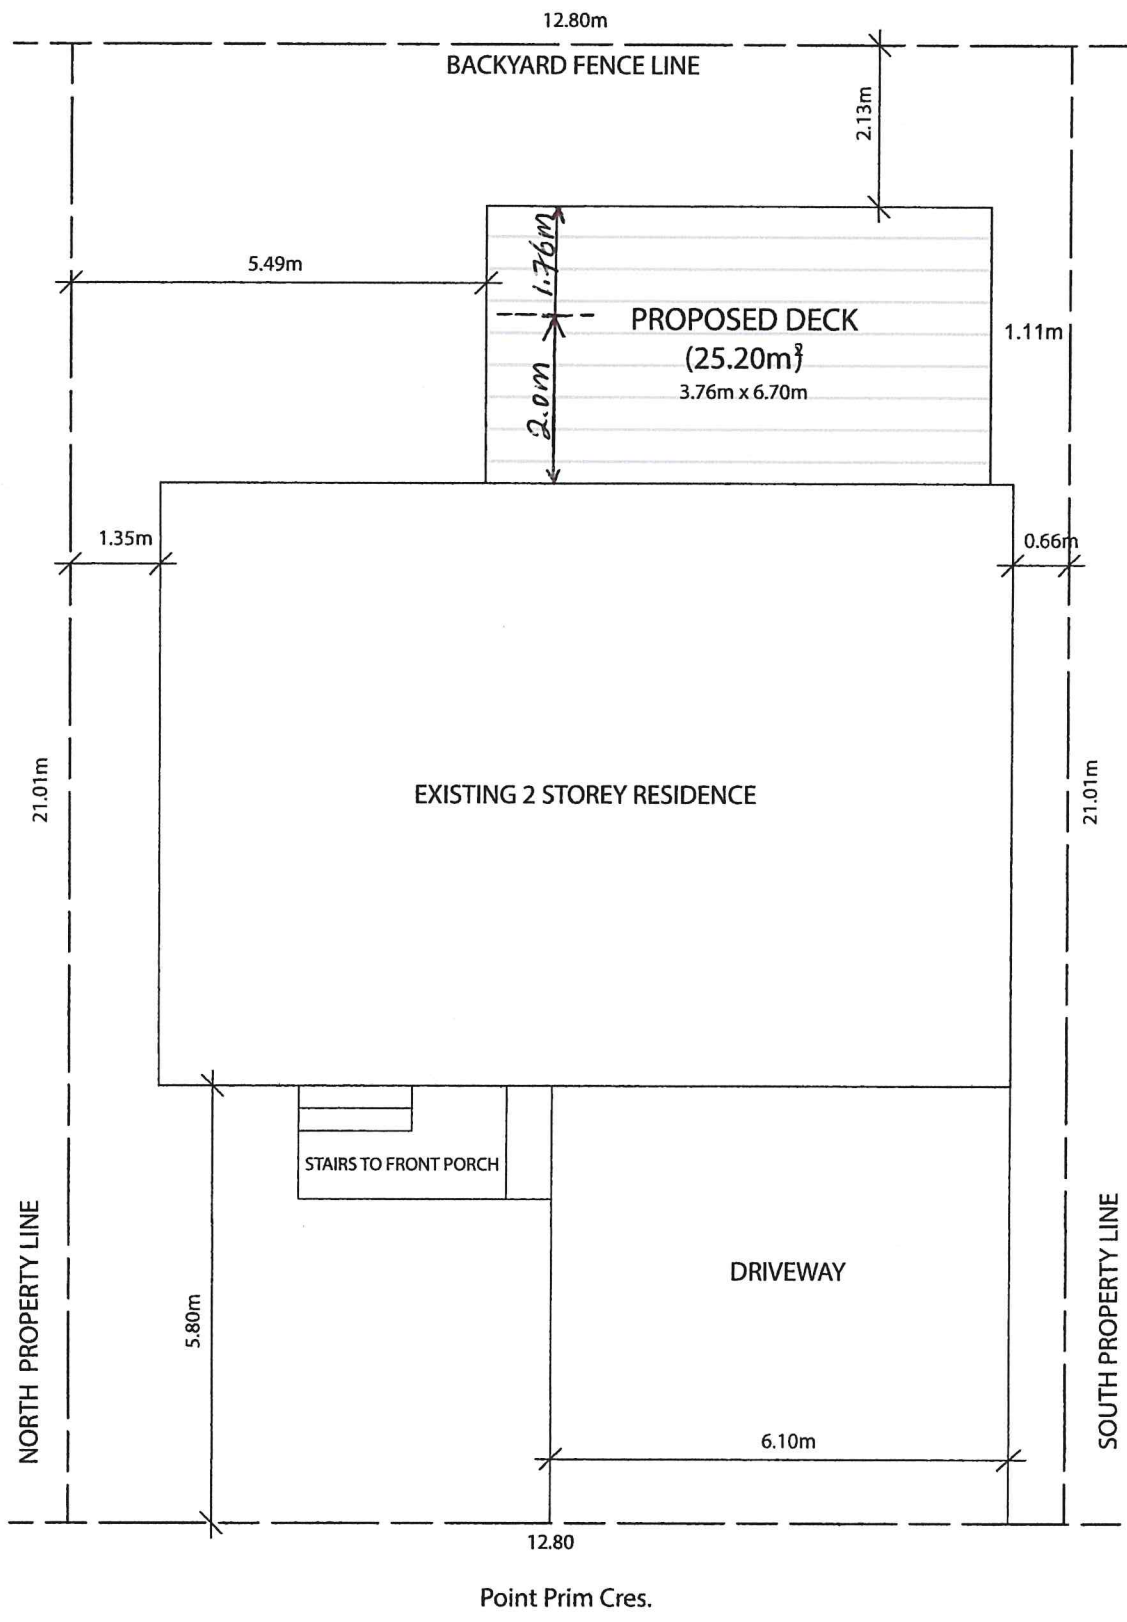 12.80m
BACKYARD FENCE LINE
2.13m
5.49m
1.76m
PROPOSED DECK
(25.20m²)
3.76m x 6.70m
1.11m
2.0m
1.35m
0.66m
21.01m
EXISTING 2 STOREY RESIDENCE
21.01m
STAIRS TO FRONT PORCH
NORTH PROPERTY LINE
5.80m
DRIVEWAY
SOUTH PROPERTY LINE
6.10m
12.80
Point Prim Cres.